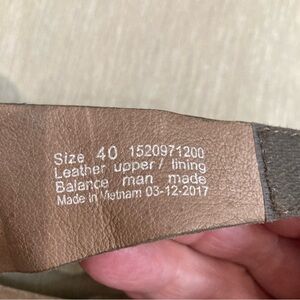 Size 40 1520971200
Leather upper / lining
Balance man made
Made in Vietnam 03-12-2017